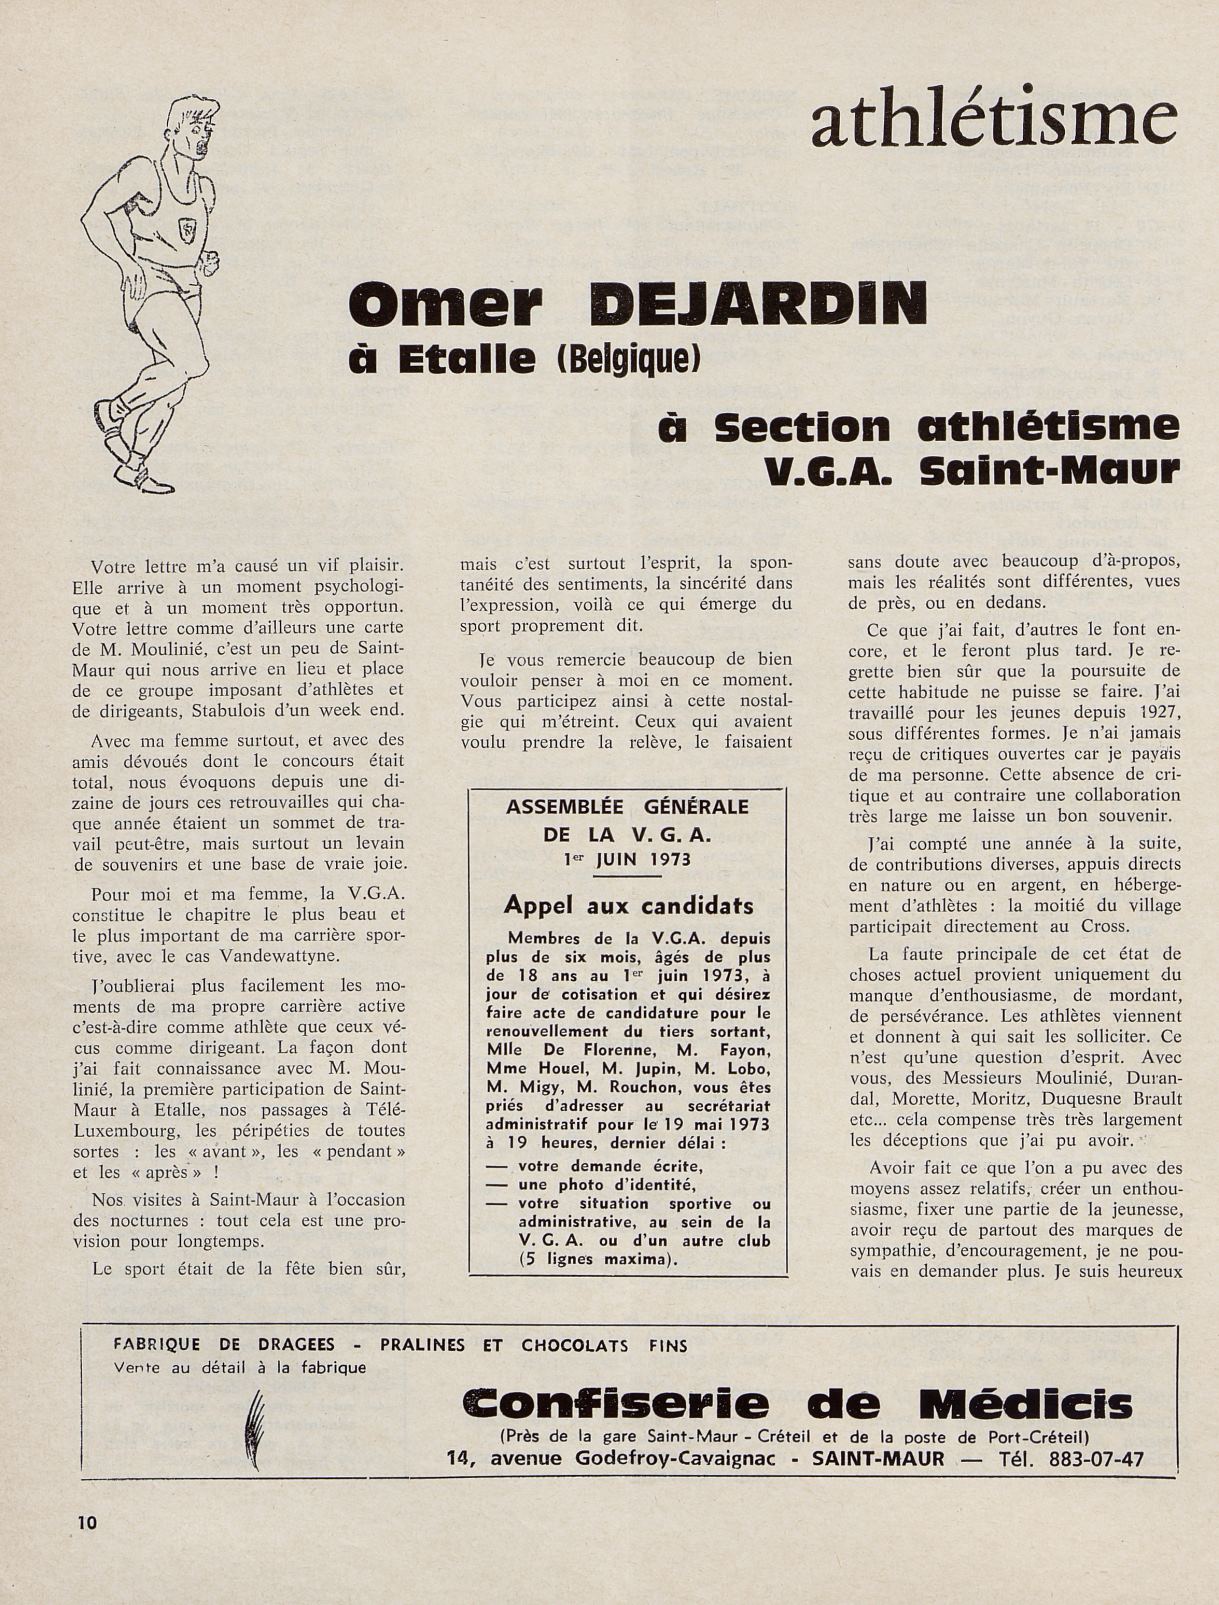 athlétisme
Omer DEJARDIN
à Etalle (Belgique)
à Section athlétisme
V.G.A. Saint-Maur
Votre lettre m'a causé un vif plaisir.
Elle arrive à un moment psychologi-
que et à un moment très opportun.
Votre lettre comme d'ailleurs une carte
de M. Moulinié, c'est un peu de Saint-
Maur qui nous arrive en lieu et place
de ce groupe imposant d'athlètes et
de dirigeants, Stabulois d'un week end.
Avec ma femme surtout, et avec des
amis dévoués dont le concours était
total, nous évoquons depuis une di-
zaine de jours ces retrouvailles qui cha-
que année étaient un sommet de tra-
vail peut-être, mais surtout un levain
de souvenirs et une base de vraie joie.
Pour moi et ma femme, la V.G.A.
constitue le chapitre le plus beau et
le plus important de ma carrière spor-
tive, avec le cas Vandewattyne.
J'oublierai plus facilement les mo-
ments de ma propre carrière active
c'est-à-dire comme athlète que ceux vé-
cus comme dirigeant. La façon dont
j'ai fait connaissance avec M. Mou-
linié, la première participation de Saint-
Maur à Etalle, nos passages à Télé-
Luxembourg, les péripéties de toutes
sortes : les « avant », les « pendant »
et les « après » !
Nos visites à Saint-Maur à l'occasion
des nocturnes : tout cela est une pro-
vision pour longtemps.
Le sport était de la fête bien sûr,
mais c'est surtout l'esprit, la spon-
tanéité des sentiments, la sincérité dans
l'expression, voilà ce qui émerge du
sport proprement dit.
Je vous remercie beaucoup de bien
vouloir penser à moi en ce moment.
Vous participez ainsi à cette nostal-
gie qui m'étreint. Ceux qui avaient
voulu prendre la relève, le faisaient
ASSEMBLÉE GÉNÉRALE
DE LA V. G. A.
1er JUIN 1973
Appel aux candidats
Membres de la V.G.A. depuis
plus de six mois, âgés de plus
de 18 ans au 1er juin 1973, à
jour de cotisation et qui désirez
faire acte de candidature pour le
renouvellement du tiers sortant,
Mlle De Florenne, M. Fayon,
Mme Houel, M. Jupin, M. Lobo,
M. Migy, M. Rouchon, vous êtes
priés d'adresser au secrétariat
administratif pour le 19 mai 1973
à 19 heures, dernier délai :
— votre demande écrite,
— une photo d'identité,
— votre situation sportive ou
administrative, au sein de la
V. G. A. ou d'un autre club
(5 lignes maxima).
sans doute avec beaucoup d'à-propos,
mais les réalités sont différentes, vues
de près, ou en dedans.
Ce que j'ai fait, d'autres le font en-
core, et le feront plus tard. Je re-
grette bien sûr que la poursuite de
cette habitude ne puisse se faire. J'ai
travaillé pour les jeunes depuis 1927,
sous différentes formes. Je n'ai jamais
reçu de critiques ouvertes car je payais
de ma personne. Cette absence de cri-
tique et au contraire une collaboration
très large me laisse un bon souvenir.
J'ai compté une année à la suite,
de contributions diverses, appuis directs
en nature ou en argent, en héberge-
ment d'athlètes : la moitié du village
participait directement au Cross.
La faute principale de cet état de
choses actuel provient uniquement du
manque d'enthousiasme, de mordant,
de persévérance. Les athlètes viennent
et donnent à qui sait les solliciter. Ce
n'est qu'une question d'esprit. Avec
vous, des Messieurs Moulinié, Duran-
dal, Morette, Moritz, Duquesne Brault
etc... cela compense très très largement
les déceptions que j'ai pu avoir.
Avoir fait ce que l'on a pu avec des
moyens assez relatifs, créer un enthou-
siasme, fixer une partie de la jeunesse,
avoir reçu de partout des marques de
sympathie, d'encouragement, je ne pou-
vais en demander plus. Je suis heureux
FABRIQUE DE DRAGEES - PRALINES ET CHOCOLATS FINS
Vente au détail à la fabrique
Confiserie de Médicis
(Près de la gare Saint-Maur - Créteil et de la poste de Port-Créteil)
14, avenue Godefroy-Cavaignac - SAINT-MAUR — Tél. 883-07-47
10